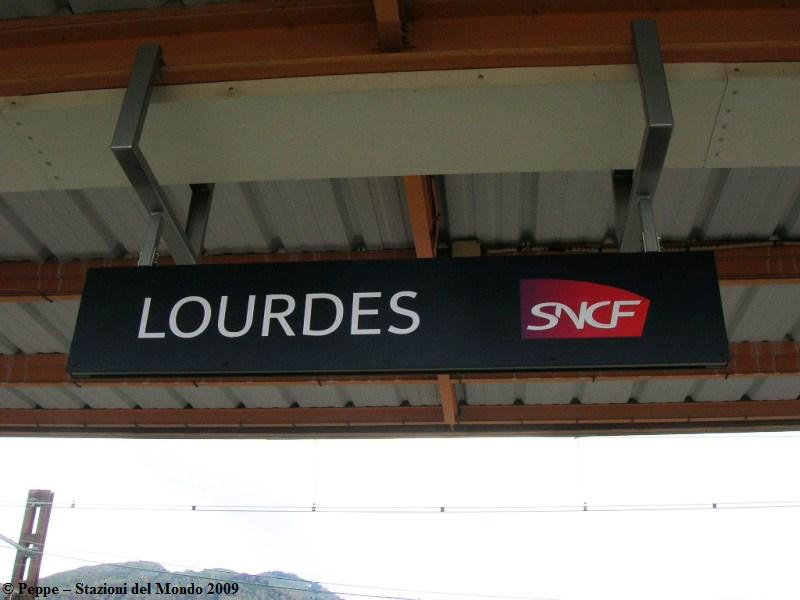 LOURDES SNCF
© Peppe – Stazioni del Mondo 2009